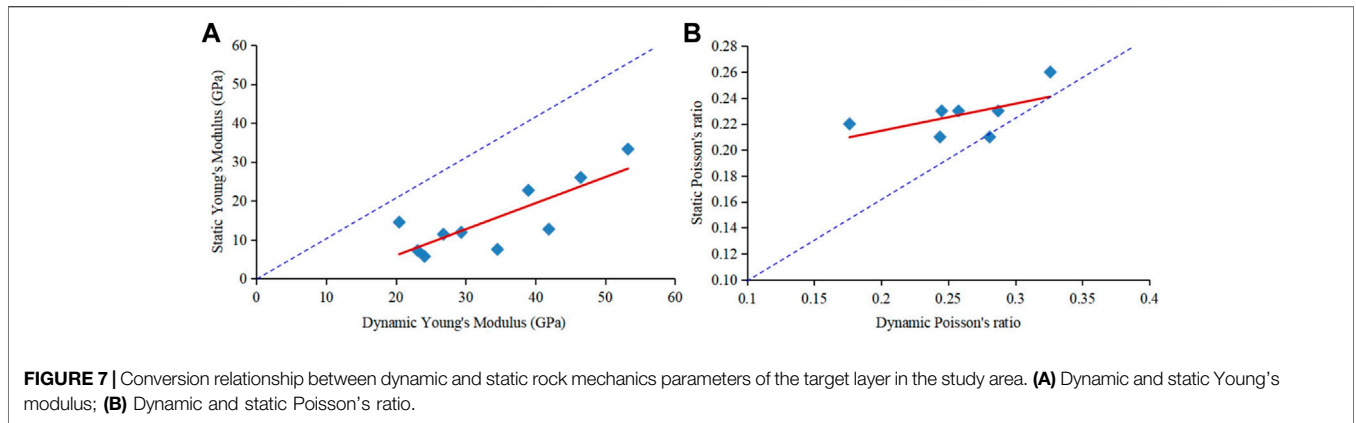 A
60
50
40
30
20
10
0
Static Young's Modulus (GPa)
0 10 20 30 40 50 60
Dynamic Young's Modulus (GPa)
B
0.28
0.26
0.24
0.22
0.20
0.18
0.16
0.14
0.12
0.10
Static Poisson's ratio
0.1 0.15 0.2 0.25 0.3 0.35 0.4
Dynamic Poisson's ratio
FIGURE 7 | Conversion relationship between dynamic and static rock mechanics parameters of the target layer in the study area. (A) Dynamic and static Young's
modulus; (B) Dynamic and static Poisson's ratio.